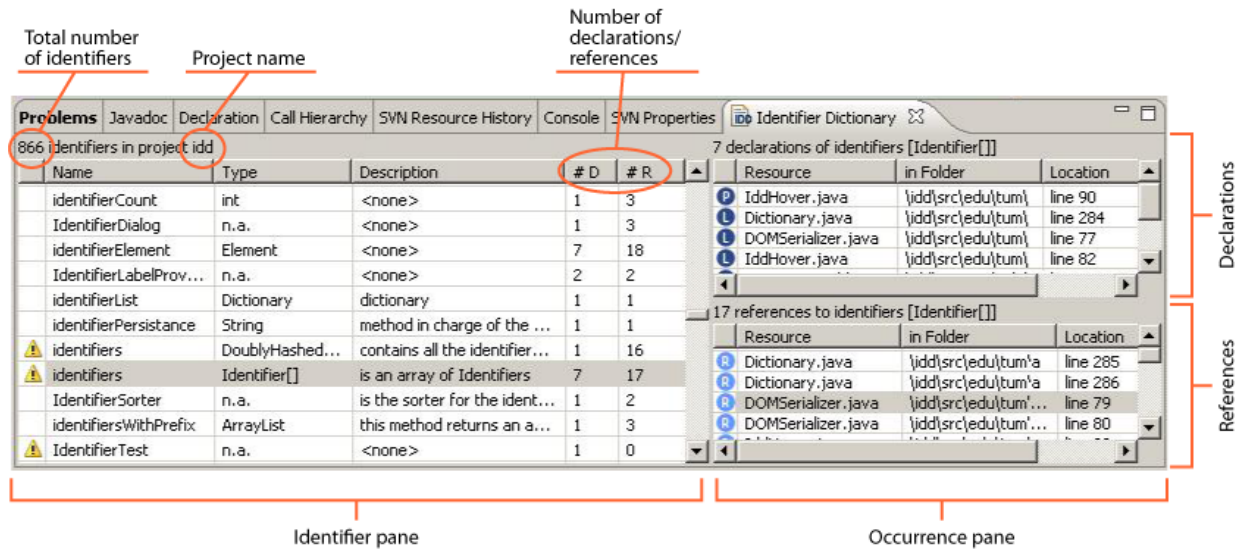 Total number
of identifiers
Project name
Number of
declarations/
references
Problems Javadoc Declaration Call Hierarchy SVN Resource History Console SVN Properties Identifier Dictionary
866 identifiers in project idd
Name Type Description # D # R
identifierCount int <none> 1 3
IdentifierDialog n.a. <none> 1 3
identifierElement Element <none> 7 18
IdentifierLabelProv... n.a. <none> 2 2
identifierList Dictionary dictionary 1 1
identifierPersistance String method in charge of the ... 1 1
identifiers DoublyHashed... contains all the identifier... 1 16
identifiers Identifier[] is an array of Identifiers 7 17
IdentifierSorter n.a. is the sorter for the ident... 1 2
identifiersWithPrefix ArrayList this method returns an a... 1 3
IdentifierTest n.a. <none> 1 0
7 declarations of identifiers [Identifier[]]
Resource in Folder Location
P IddHover.java \idd\src\edu\tum\ line 90
L Dictionary.java \idd\src\edu\tum\ line 284
L DOMSerializer.java \idd\src\edu\tum\ line 77
L IddHover.java \idd\src\edu\tum\ line 82
17 references to identifiers [Identifier[]]
Resource in Folder Location
R Dictionary.java \idd\src\edu\tum\a line 285
R Dictionary.java \idd\src\edu\tum\a line 286
R DOMSerializer.java \idd\src\edu\tum'... line 79
R DOMSerializer.java \idd\src\edu\tum'... line 80
Declarations
References
Identifier pane
Occurrence pane